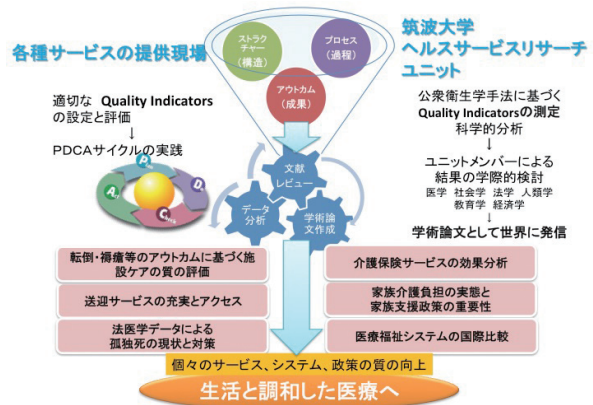 各種サービスの提供現場
適切な Quality Indicators
の設定と評価
↓
PDCAサイクルの実践
P
D
C
A
ストラク
チャー
(構造)
プロセス
(過程)
アウトカム
(成果)
文献
レビュー
データ
分析
学術論
文作成
筑波大学
ヘルスサービスリサーチ
ユニット
公衆衛生学手法に基づく
Quality Indicatorsの測定
科学的分析
↓
ユニットメンバーによる
結果の学際的検討
医学 社会学 法学 人類学
教育学 経済学
↓
学術論文として世界に発信
転倒・褥瘡等のアウトカムに基づく施
設ケアの質の評価
送迎サービスの充実とアクセス
法医学データによる
孤独死の現状と対策
介護保険サービスの効果分析
家族介護負担の実態と
家族支援政策の重要性
医療福祉システムの国際比較
個々のサービス、システム、政策の質の向上
生活と調和した医療へ